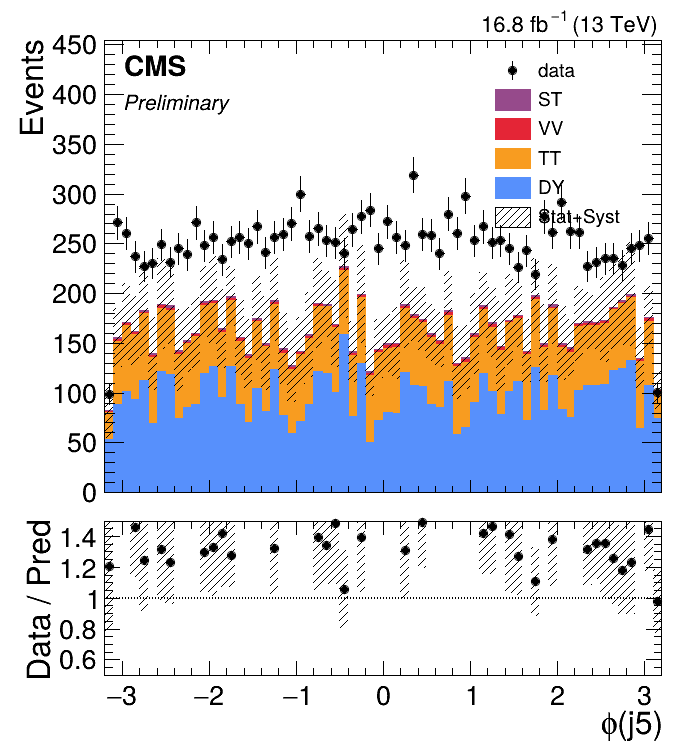 16.8 fb⁻¹ (13 TeV)
Events
CMS
Preliminary
data
ST
VV
TT
DY
Stat+Syst
450
400
350
300
250
200
150
100
50
0
Data / Pred
1.4
1.2
1
0.8
0.6
−3 −2 −1 0 1 2 3
ϕ(j5)